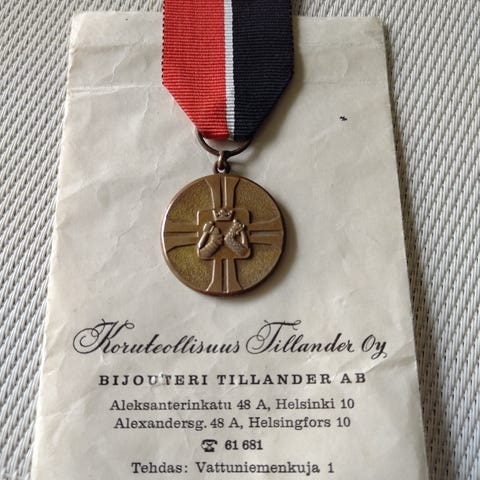 Koruteollisuus Tillander Oy
BIJOUTERI TILLANDER AB
Aleksanterinkatu 48 A, Helsinki 10
Alexandersg. 48 A, Helsingfors 10
☎ 61 681
Tehdas: Vattuniemenkuja 1